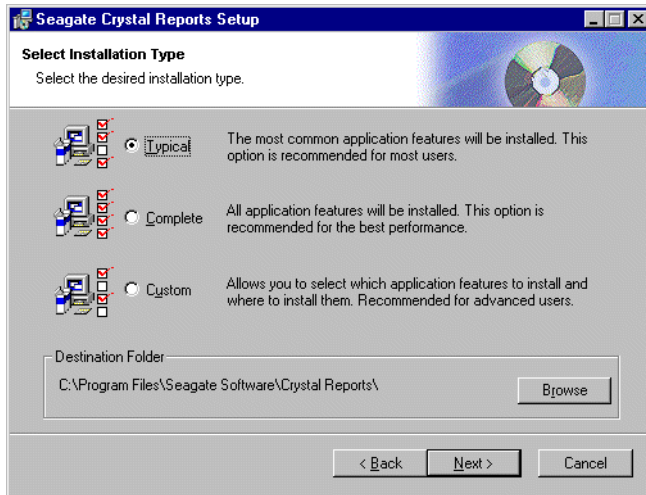 Seagate Crystal Reports Setup
Select Installation Type
Select the desired installation type.
Typical
The most common application features will be installed. This
option is recommended for most users.
Complete
All application features will be installed. This option is
recommended for the best performance.
Custom
Allows you to select which application features to install and
where to install them. Recommended for advanced users.
Destination Folder
C:\Program Files\Seagate Software\Crystal Reports\
Browse
< Back
Next >
Cancel